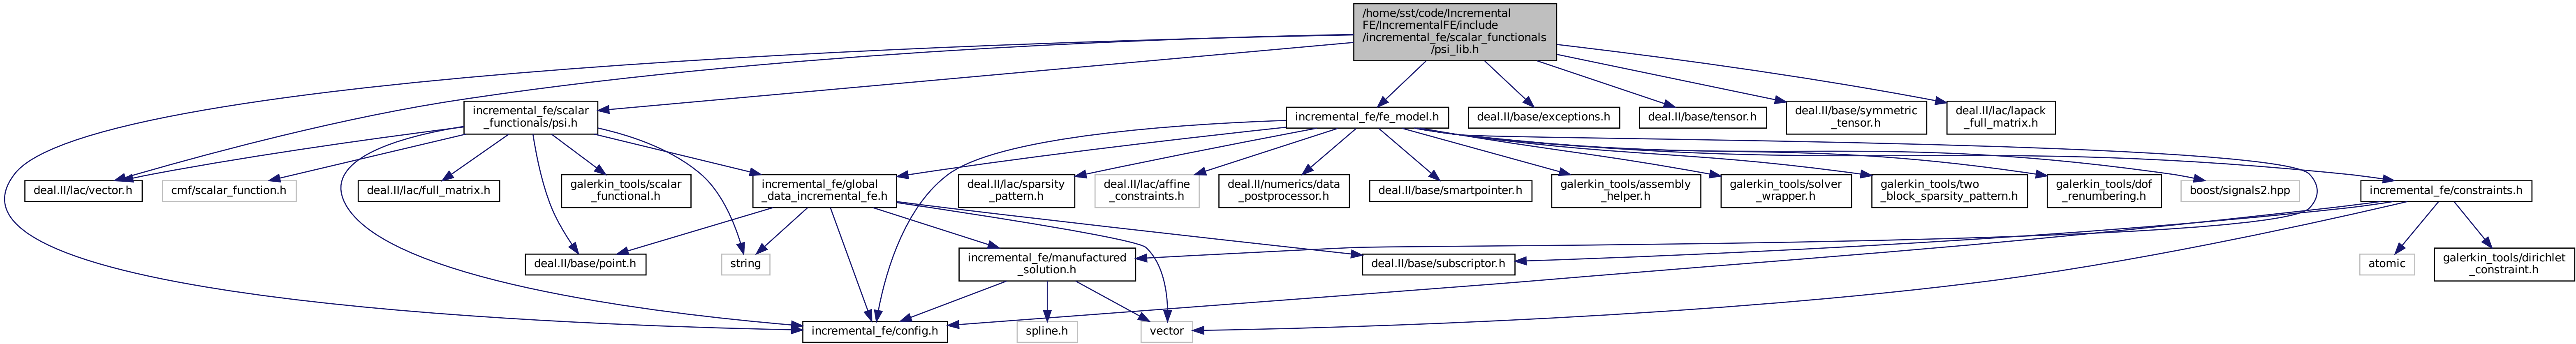 /home/sst/code/Incremental
FE/IncrementalFE/include
/incremental_fe/scalar_functionals
/psi_lib.h
incremental_fe/scalar
_functionals/psi.h
incremental_fe/fe_model.h
deal.II/base/exceptions.h
deal.II/base/tensor.h
deal.II/base/symmetric
_tensor.h
deal.II/lac/lapack
_full_matrix.h
deal.II/lac/vector.h
cmf/scalar_function.h
deal.II/lac/full_matrix.h
galerkin_tools/scalar
_functional.h
incremental_fe/global
_data_incremental_fe.h
deal.II/lac/sparsity
_pattern.h
deal.II/lac/affine
_constraints.h
deal.II/numerics/data
_postprocessor.h
deal.II/base/smartpointer.h
galerkin_tools/assembly
_helper.h
galerkin_tools/solver
_wrapper.h
galerkin_tools/two
_block_sparsity_pattern.h
galerkin_tools/dof
_renumbering.h
boost/signals2.hpp
incremental_fe/constraints.h
deal.II/base/point.h
string
incremental_fe/manufactured
_solution.h
deal.II/base/subscriptor.h
atomic
galerkin_tools/dirichlet
_constraint.h
incremental_fe/config.h
spline.h
vector